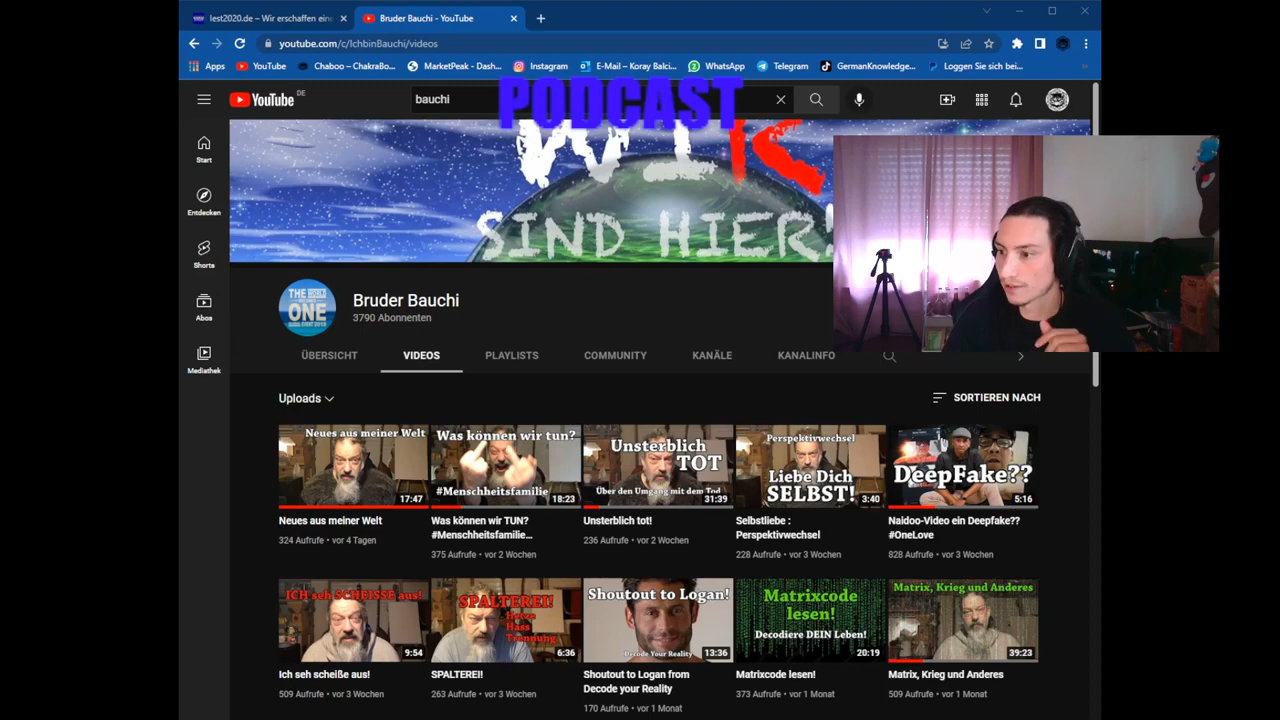 lest2020.de – Wir erschaffen eine
Bruder Bauchi - YouTube
youtube.com/c/IchbinBauchi/videos
Apps
YouTube
Chaboo – ChakraBo...
MarketPeak - Dash...
Instagram
E-Mail – Koray Balci...
WhatsApp
Telegram
GermanKnowledge...
Loggen Sie sich bei...
YouTube DE
bauchi
PODCAST
WIR
SIND HIER!
Start
Entdecken
Shorts
Abos
Mediathek
THE WORLD
ONE
Bruder Bauchi
3790 Abonnenten
ÜBERSICHT
VIDEOS
PLAYLISTS
COMMUNITY
KANÄLE
KANALINFO
Uploads
SORTIEREN NACH
Neues aus meiner Welt
17:47
Was können wir tun?
#Menschheitsfamilie
18:23
Unsterblich
TOT
Über den Umgang mit dem Tod
31:39
Perspektivwechsel
Liebe Dich
SELBST!
3:40
DeepFake??
5:16
Neues aus meiner Welt
324 Aufrufe • vor 4 Tagen
Was können wir TUN?
#Menschheitsfamilie...
375 Aufrufe • vor 2 Wochen
Unsterblich tot!
236 Aufrufe • vor 2 Wochen
Selbstliebe :
Perspektivwechsel
228 Aufrufe • vor 3 Wochen
Naidoo-Video ein Deepfake??
#OneLove
828 Aufrufe • vor 3 Wochen
ICH seh SCHEISSE aus!
9:54
SPALTEREI!
Hetze
Hass
Trennung
6:36
Shoutout to Logan!
Decode Your Reality
13:36
Matrixcode
lesen!
Decodiere DEIN Leben!
20:19
Matrix, Krieg und Anderes
39:23
Ich seh scheiße aus!
509 Aufrufe • vor 3 Wochen
SPALTEREI!
263 Aufrufe • vor 3 Wochen
Shoutout to Logan from
Decode your Reality
170 Aufrufe • vor 1 Monat
Matrixcode lesen!
373 Aufrufe • vor 1 Monat
Matrix, Krieg und Anderes
509 Aufrufe • vor 1 Monat